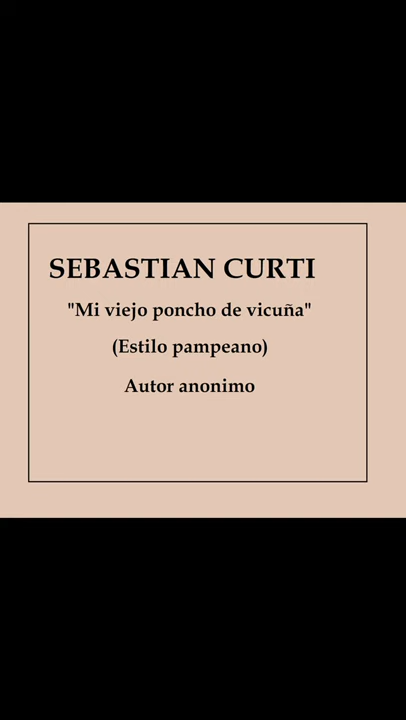 SEBASTIAN CURTI
"Mi viejo poncho de vicuña"
(Estilo pampeano)
Autor anonimo